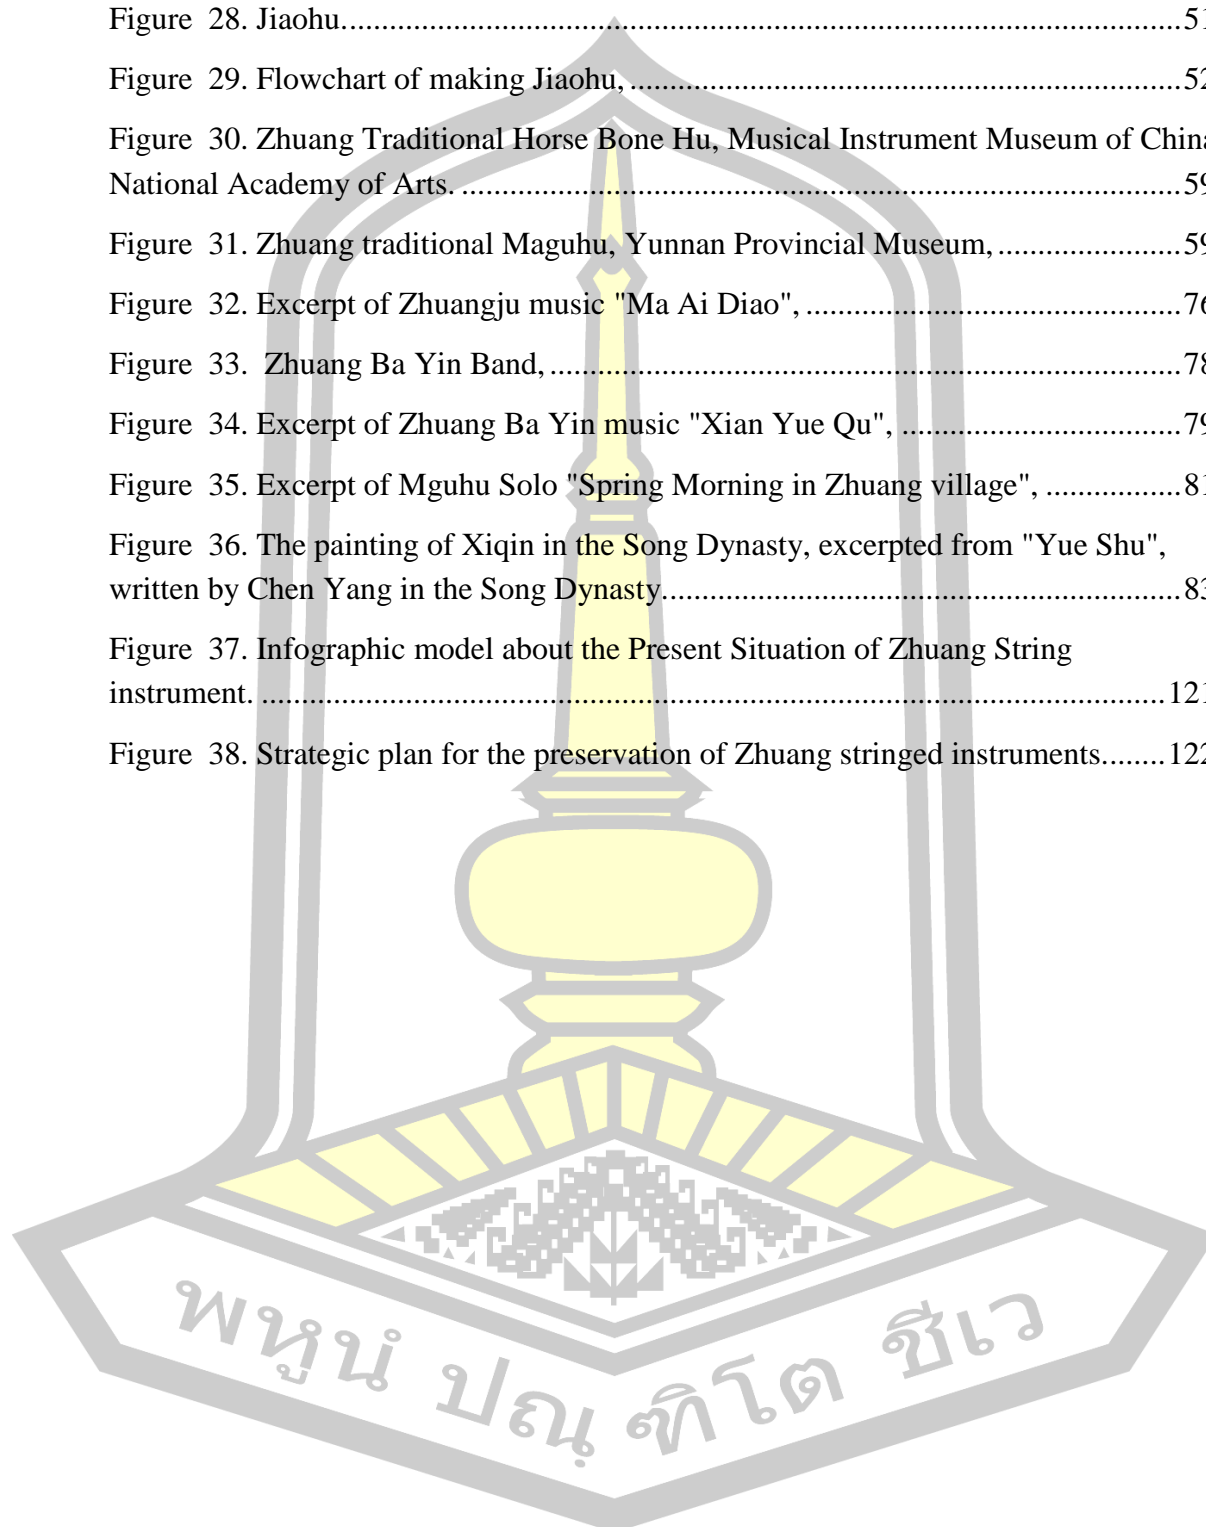 Figure 28. Jiaohu....................................................................................................51
Figure 29. Flowchart of making Jiaohu, ..................................................................52
Figure 30. Zhuang Traditional Horse Bone Hu, Musical Instrument Museum of China
National Academy of Arts. ....................................................................................59
Figure 31. Zhuang traditional Maguhu, Yunnan Provincial Museum, ......................59
Figure 32. Excerpt of Zhuangju music "Ma Ai Diao", .............................................76
Figure 33. Zhuang Ba Yin Band, ............................................................................78
Figure 34. Excerpt of Zhuang Ba Yin music "Xian Yue Qu", .................................79
Figure 35. Excerpt of Mguhu Solo "Spring Morning in Zhuang village", ................81
Figure 36. The painting of Xiqin in the Song Dynasty, excerpted from "Yue Shu",
written by Chen Yang in the Song Dynasty.............................................................83
Figure 37. Infographic model about the Present Situation of Zhuang String
instrument. ..........................................................................................................121
Figure 38. Strategic plan for the preservation of Zhuang stringed instruments........122
พหูนํ ปณฺฑิโต ชีเว